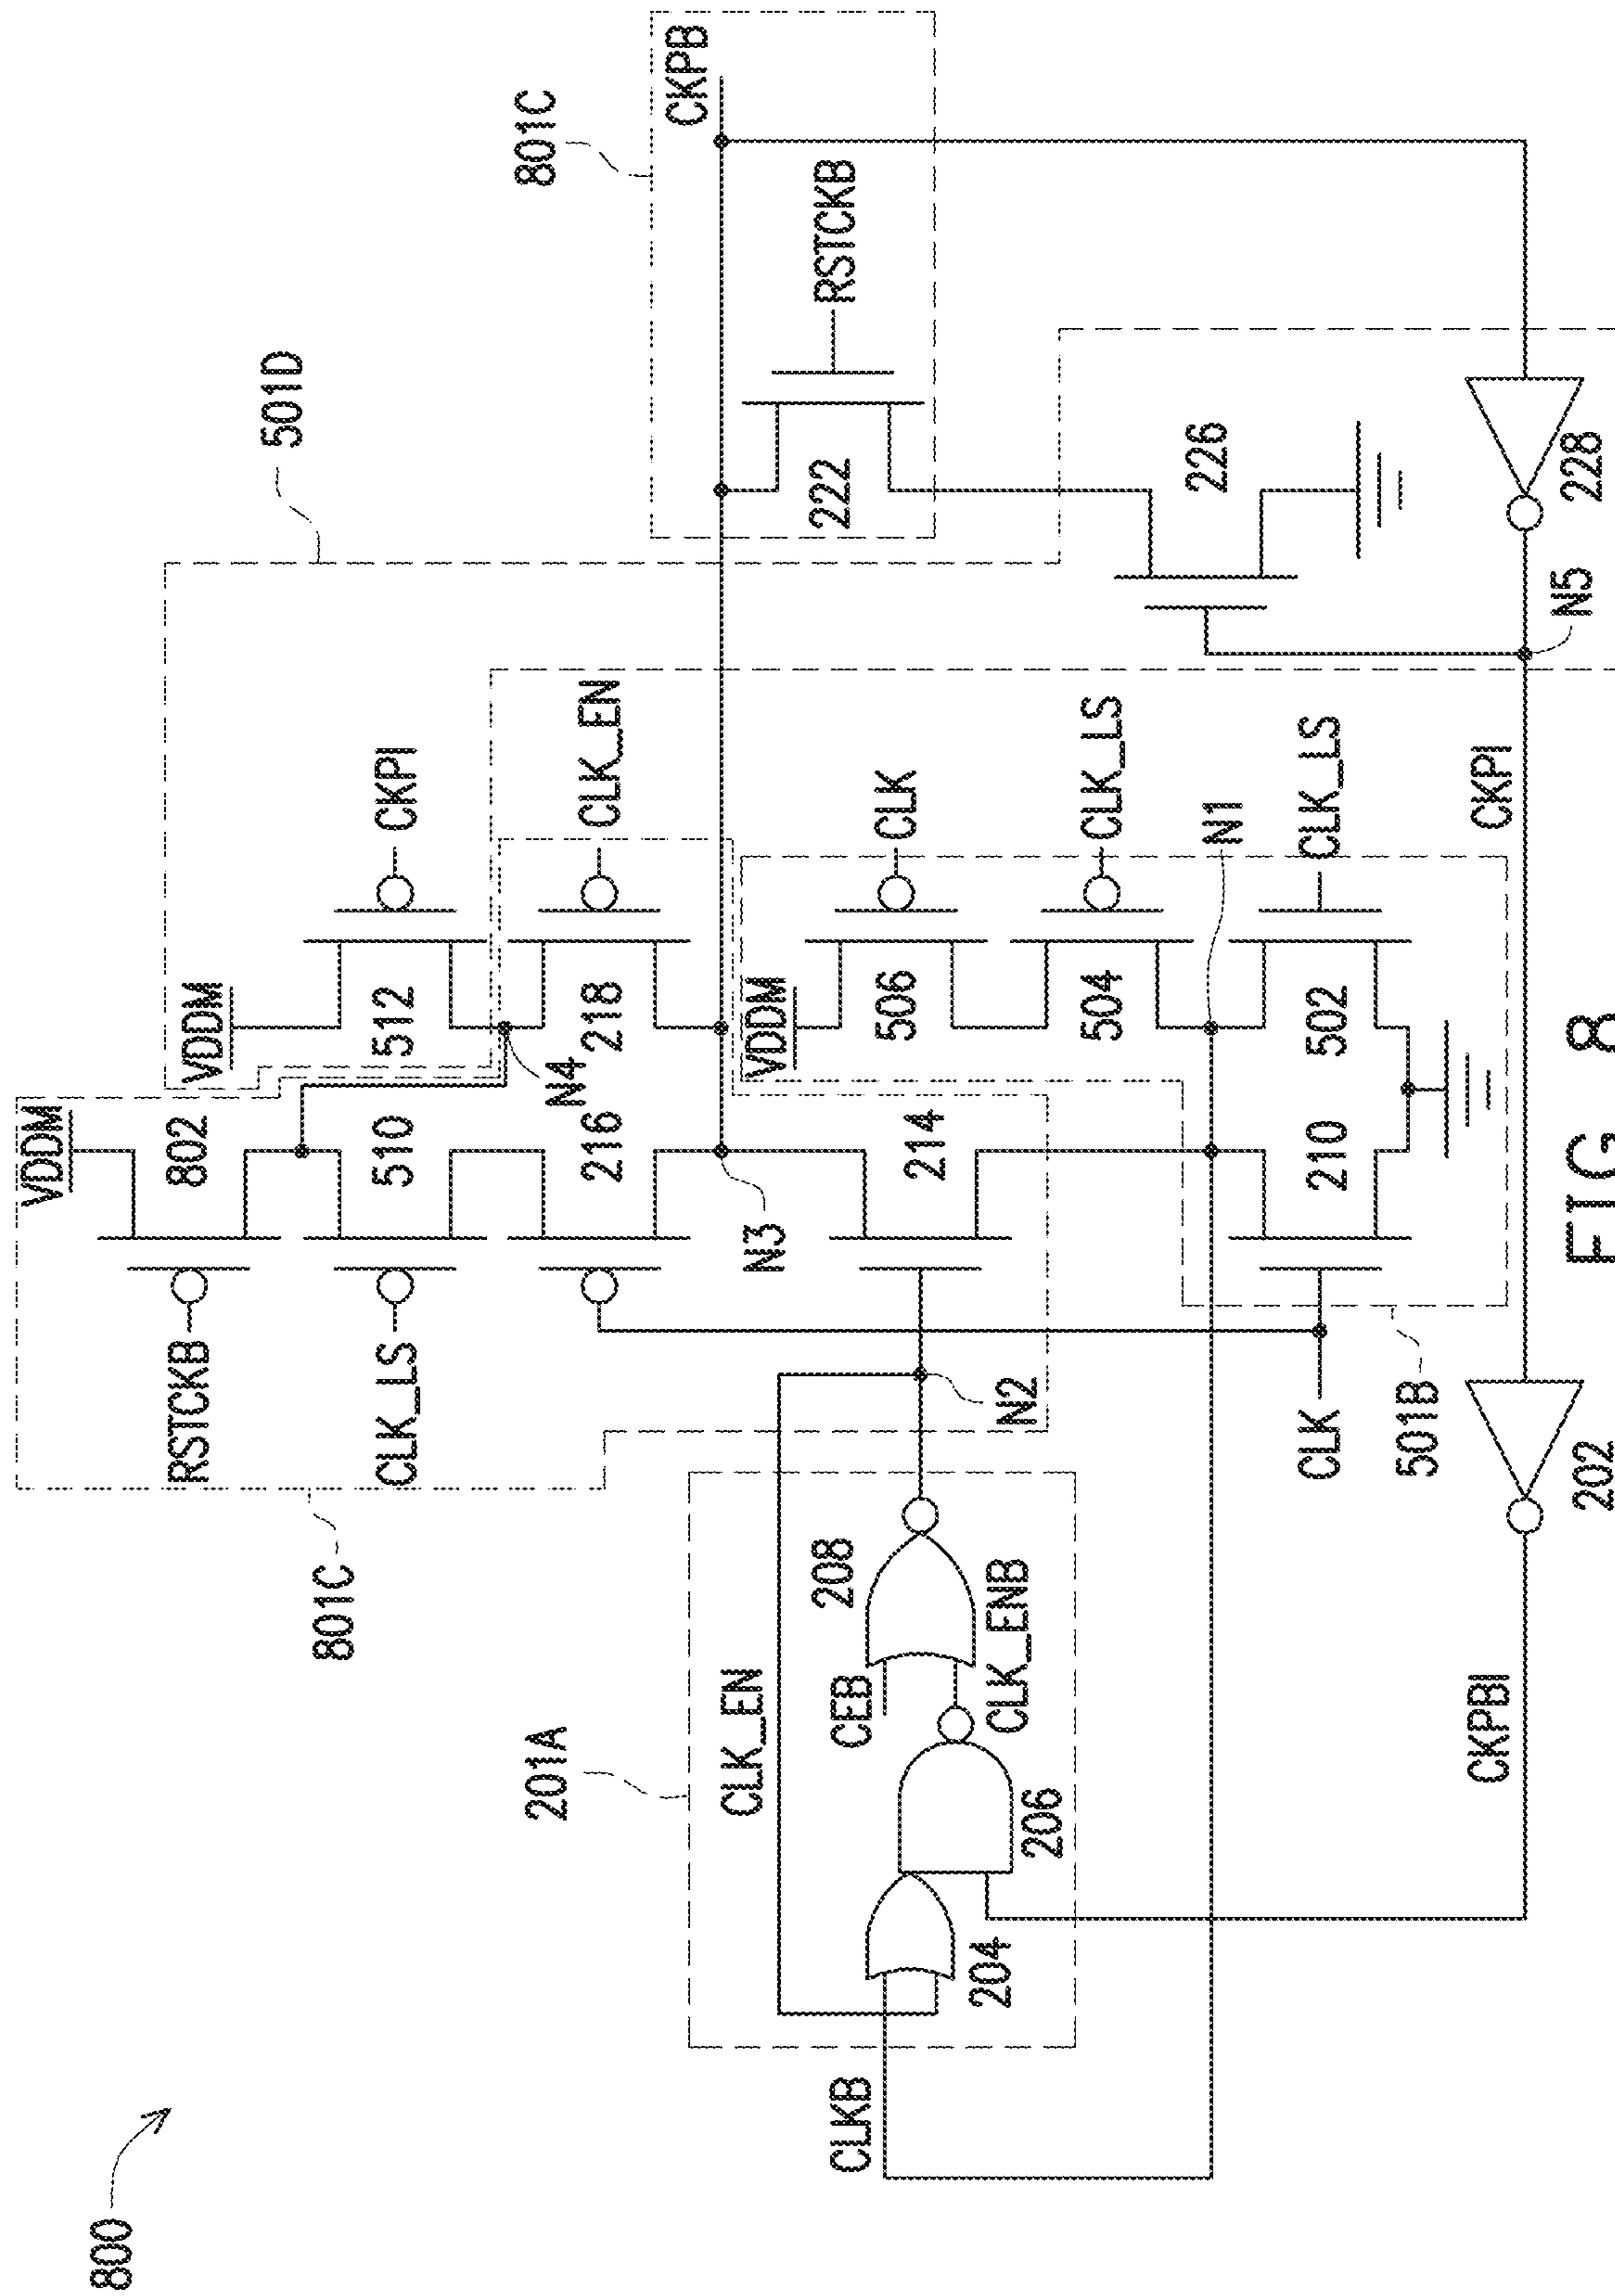 800
801C
501D
801C
VDDM
VDDM
RSTCKB
802
512
CKPI
CLK_LS
510
N4
216
218
CLK_EN
CKPB
N3
222
RSTCKB
201A
CLK_EN
VDDM
CLKB
CEB
208
214
506
CLK
204
206
CLK_ENB
N2
504
CLK_LS
226
N1
CLK
210
502
CLK_LS
501B
CKPBI
CKPI
N5
202
228
FIG 8